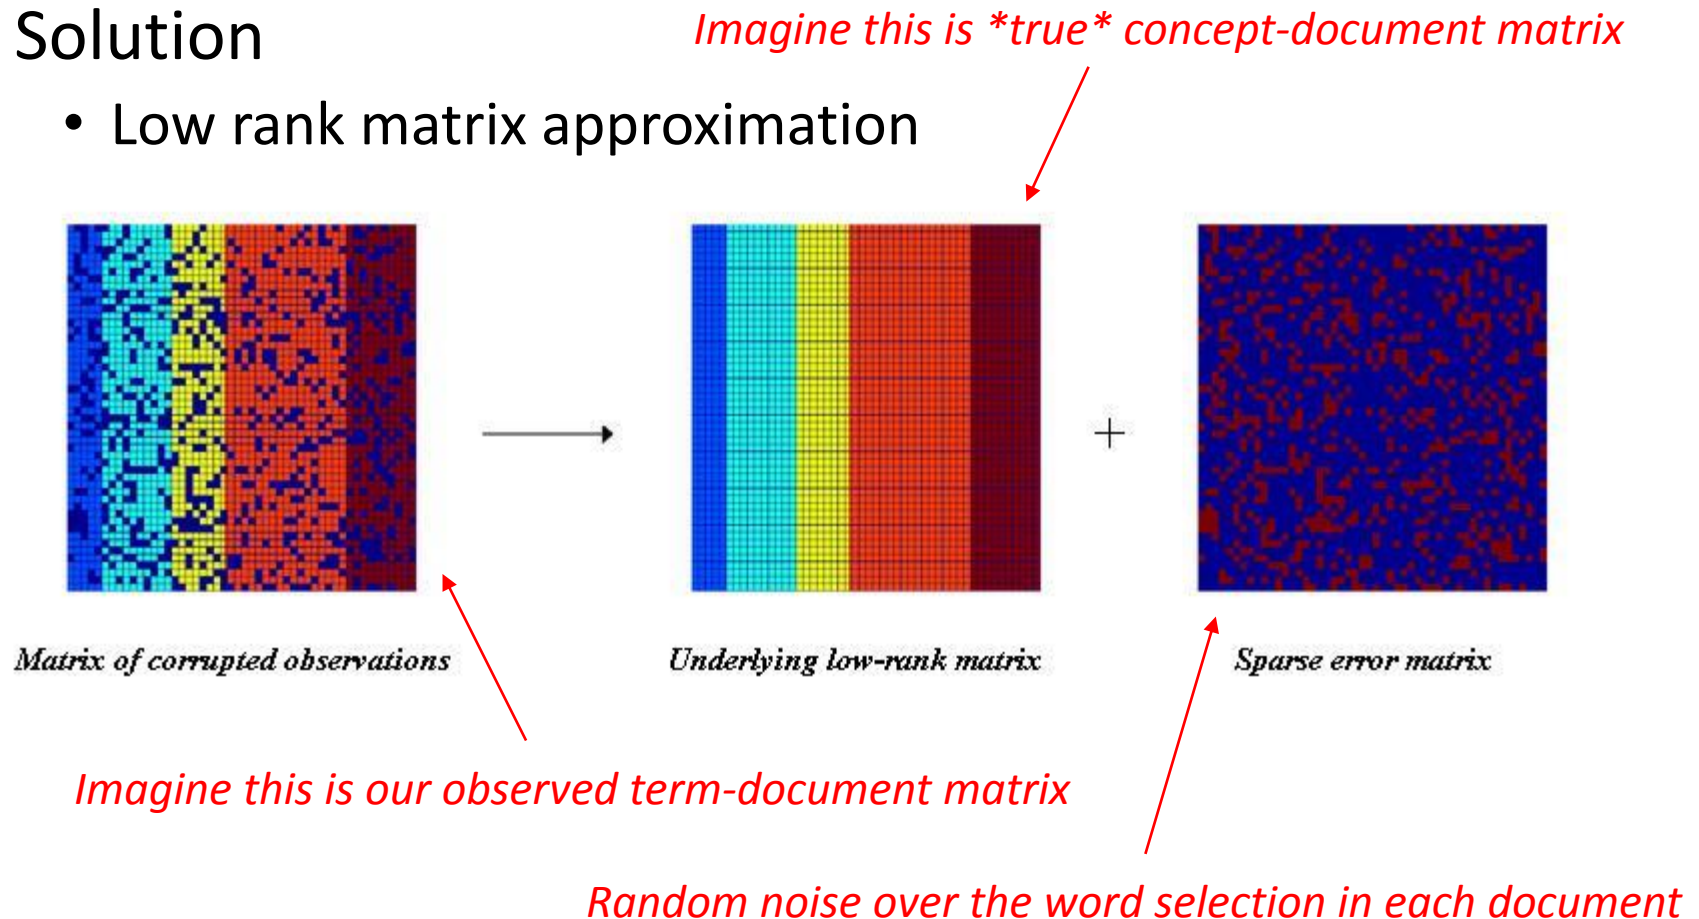 Solution
Imagine this is *true* concept-document matrix
• Low rank matrix approximation
+
Matrix of corrupted observations
Underlying low-rank matrix
Sparse error matrix
Imagine this is our observed term-document matrix
Random noise over the word selection in each document